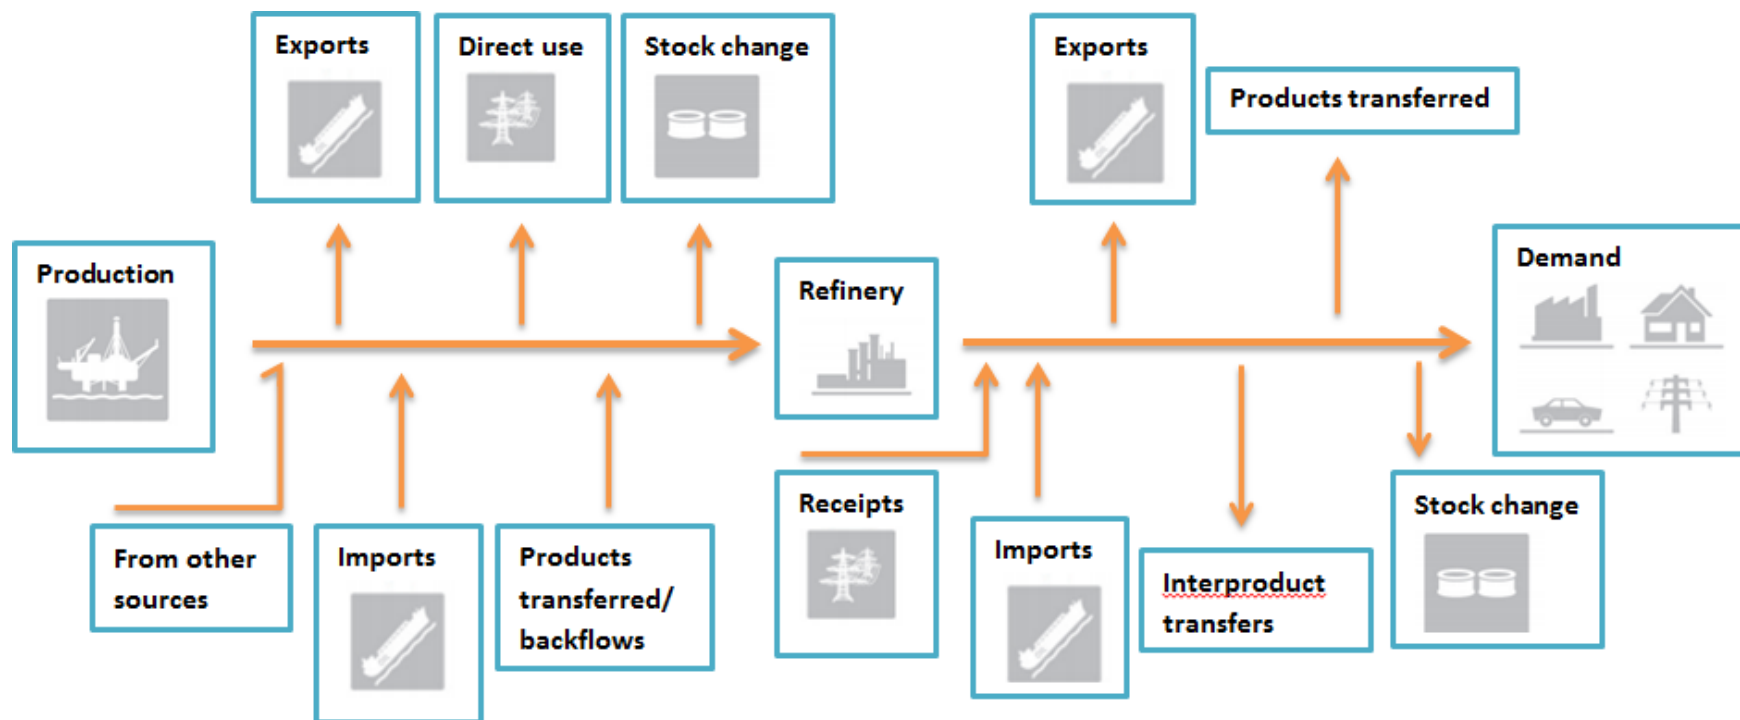 Exports
Direct use
Stock change
Exports
Products transferred
Production
Refinery
Demand
From other
sources
Imports
Products
transferred/
backflows
Receipts
Imports
Interproduct
transfers
Stock change